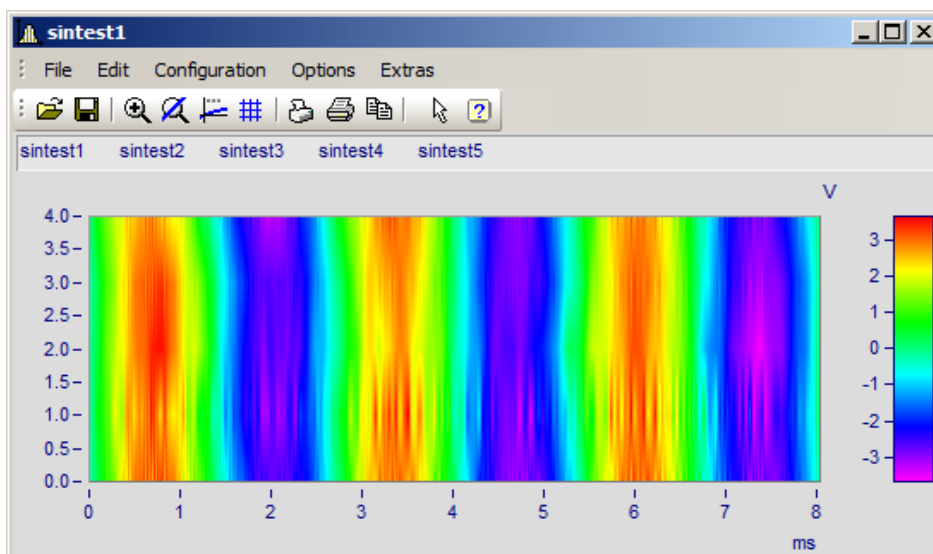 sintest1
File Edit Configuration Options Extras
sintest1 sintest2 sintest3 sintest4 sintest5
V
4.0
3.5
3.0
2.5
2.0
1.5
1.0
0.5
0.0
0 1 2 3 4 5 6 7 8
ms
3
2
1
0
-1
-2
-3